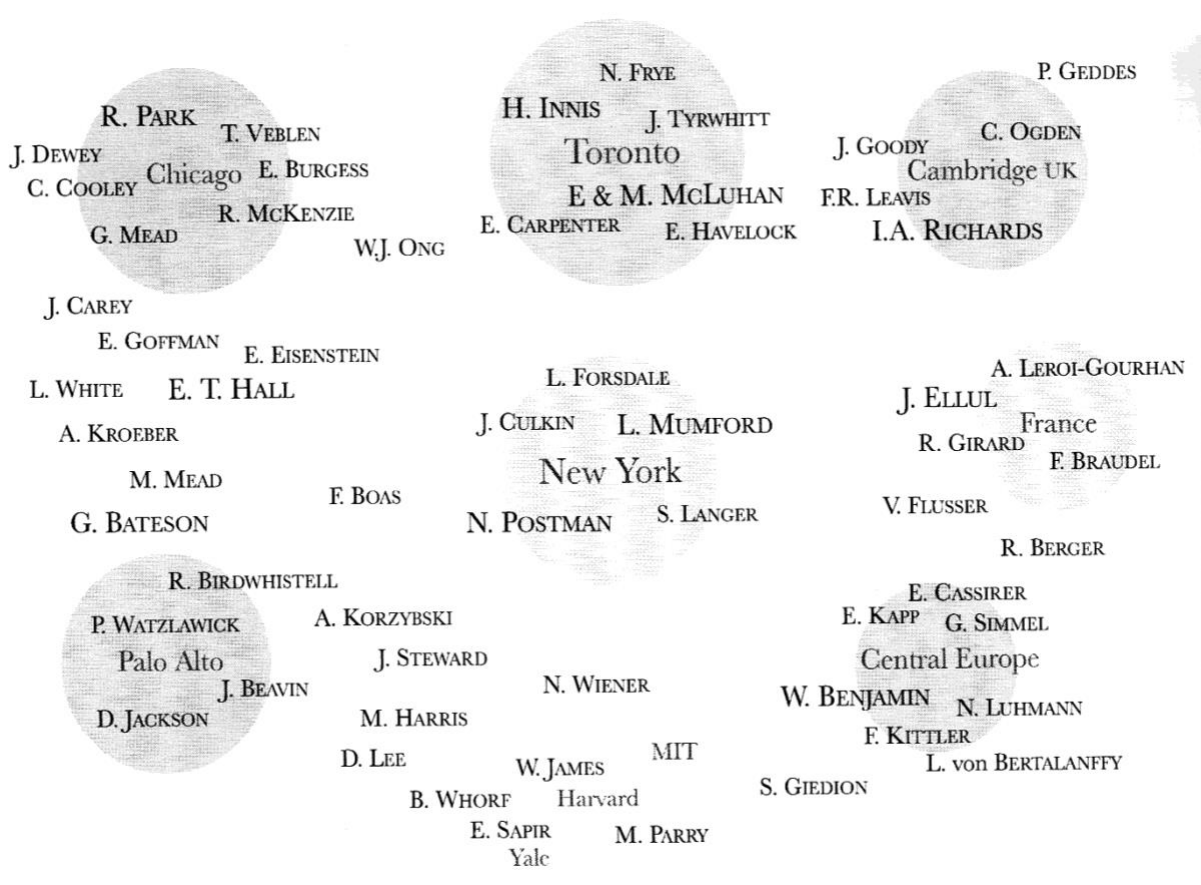 N. FRYE
P. GEDDES
R. PARK
H. INNIS
J. TYRWHITT
T. VEBLEN
C. OGDEN
J. DEWEY
Toronto
J. GOODY
C. COOLEY
Chicago
E. BURGESS
Cambridge UK
E & M. MCLUHAN
F.R. LEAVIS
R. MCKENZIE
G. MEAD
E. CARPENTER
E. HAVELOCK
I.A. RICHARDS
W.J. ONG
J. CAREY
E. GOFFMAN
E. EISENSTEIN
L. WHITE
E. T. HALL
L. FORSDALE
A. LEROI-GOURHAN
J. ELLUL
J. CULKIN
L. MUMFORD
France
A. KROEBER
R. GIRARD
F. BRAUDEL
M. MEAD
New York
F. BOAS
V. FLUSSER
G. BATESON
N. POSTMAN
S. LANGER
R. BERGER
R. BIRDWHISTELL
E. CASSIRER
P. WATZLAWICK
A. KORZYBSKI
E. KAPP
G. SIMMEL
Palo Alto
J. STEWARD
Central Europe
J. BEAVIN
N. WIENER
W. BENJAMIN
N. LUHMANN
D. JACKSON
M. HARRIS
F. KITTLER
D. LEE
W. JAMES
MIT
L. von BERTALANFFY
B. WHORF
Harvard
S. GIEDION
E. SAPIR
M. PARRY
Yale